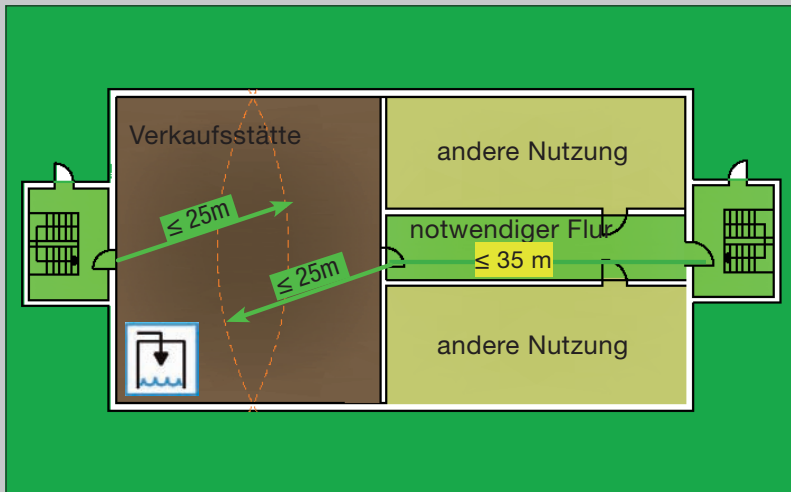 Verkaufsstätte
andere Nutzung
≤ 25m
notwendiger Flur
≤ 25m
≤ 35 m
andere Nutzung